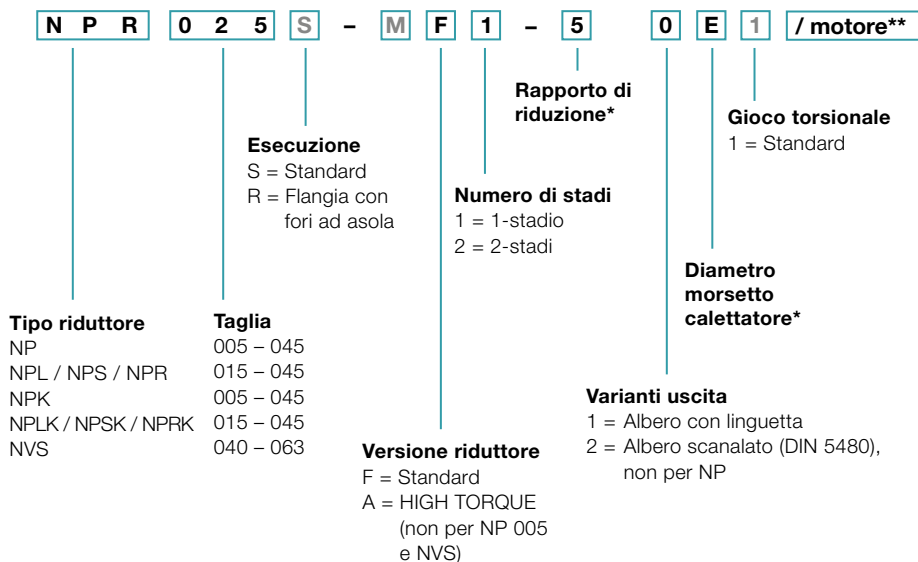 NPR 025 S – M F 1 – 5 0 E 1 / motore**
Rapporto di
riduzione*
Gioco torsionale
1 = Standard
Esecuzione
S = Standard
R = Flangia con
fori ad asola
Numero di stadi
1 = 1-stadio
2 = 2-stadi
Diametro
morsetto
calettatore*
Tipo riduttore
NP
NPL / NPS / NPR
NPK
NPLK / NPSK / NPRK
NVS
Taglia
005 – 045
015 – 045
005 – 045
015 – 045
040 – 063
Varianti uscita
1 = Albero con linguetta
2 = Albero scanalato (DIN 5480),
non per NP
Versione riduttore
F = Standard
A = HIGH TORQUE
(non per NP 005
e NVS)